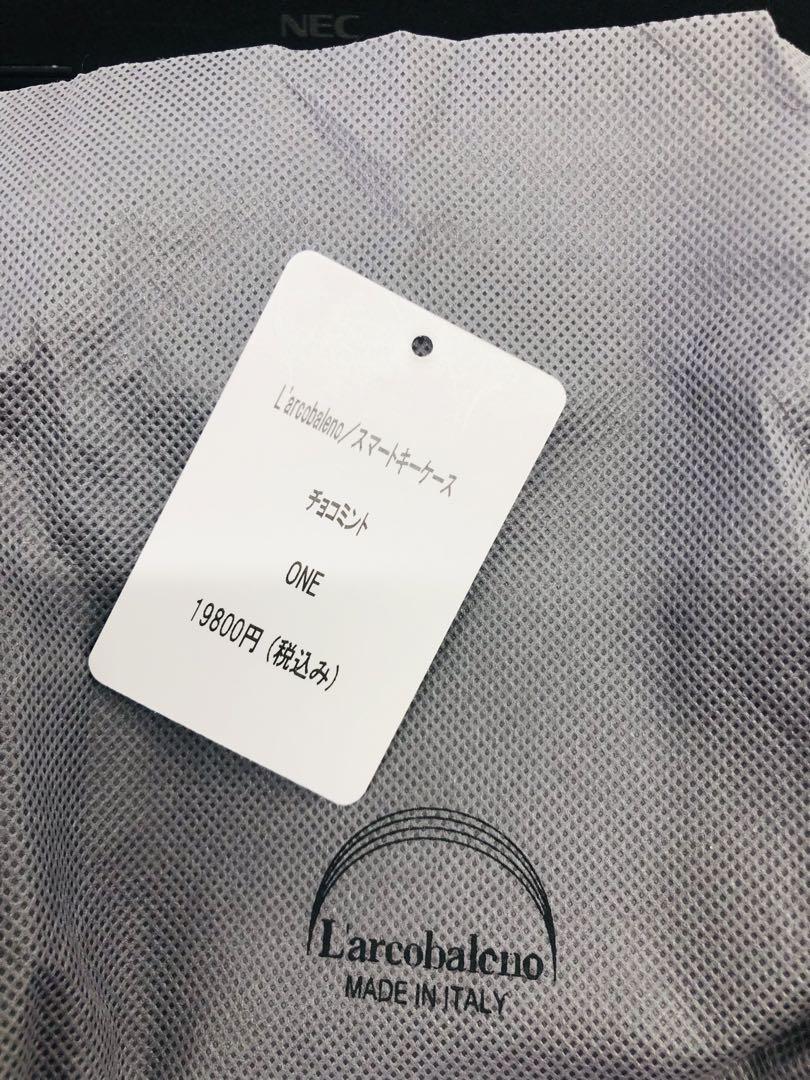 NEC
L'arcobaleno/スマートキーケース
チョコミント
ONE
19800円(税込み)
L'arcobaleno
MADE IN ITALY